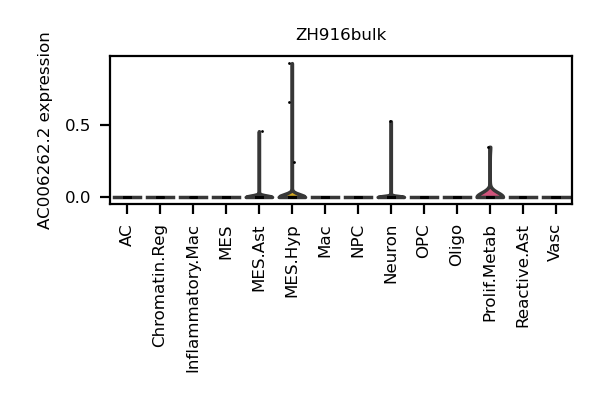 ZH916bulk
AC006262.2 expression
0.5
0.0
AC
Chromatin.Reg
Inflammatory.Mac
MES
MES.Ast
MES.Hyp
Mac
NPC
Neuron
OPC
Oligo
Prolif.Metab
Reactive.Ast
Vasc